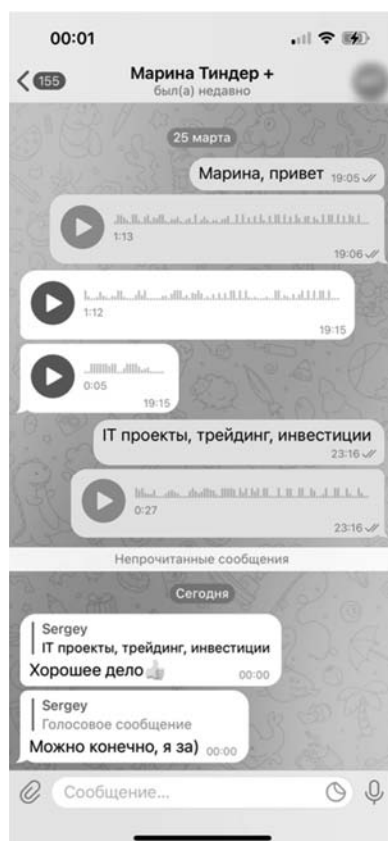 00:01
155
Марина Тиндер +
был(а) недавно
25 марта
Марина, привет 19:05
1:13
19:06
1:12
19:15
0:05
19:15
IT проекты, трейдинг, инвестиции
23:16
0:27
23:16
Непрочитанные сообщения
Сегодня
Sergey
IT проекты, трейдинг, инвестиции
Хорошее дело👍 00:00
Sergey
Голосовое сообщение
Можно конечно, я за) 00:00
Сообщение...